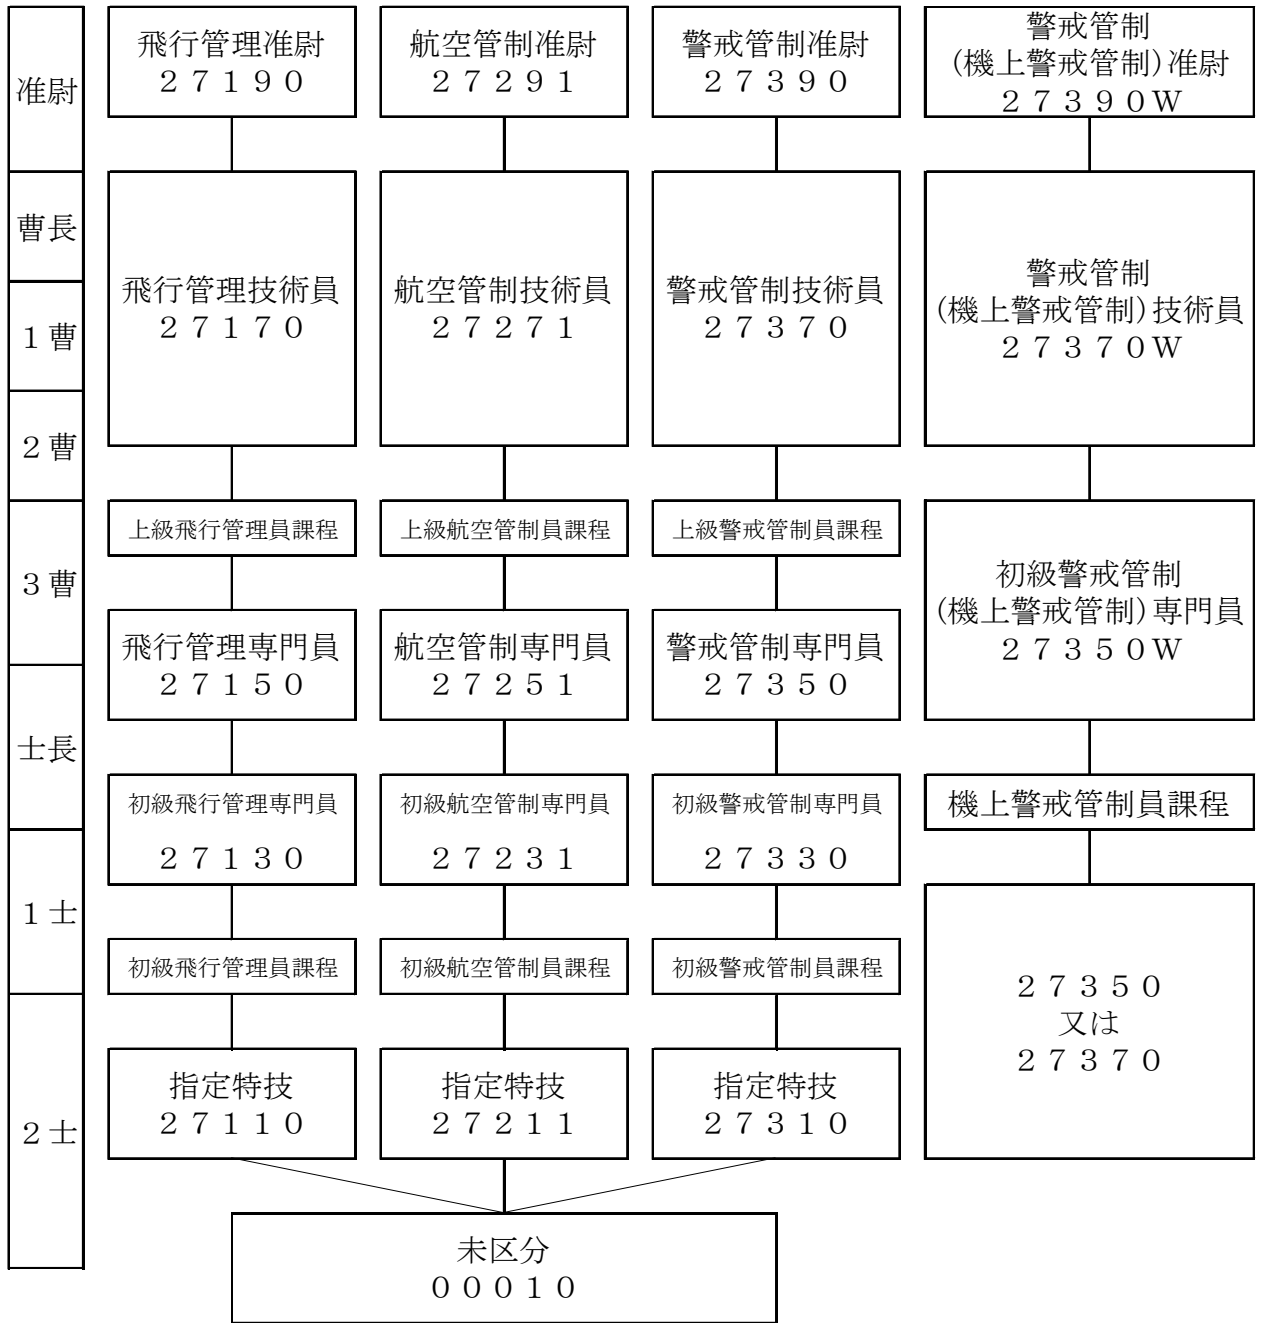 准尉
曹長
1曹
2曹
3曹
士長
1士
2士
飛行管理准尉
27190
航空管制准尉
27291
警戒管制准尉
27390
警戒管制
(機上警戒管制)准尉
27390W
飛行管理技術員
27170
航空管制技術員
27271
警戒管制技術員
27370
警戒管制
(機上警戒管制)技術員
27370W
上級飛行管理員課程
上級航空管制員課程
上級警戒管制員課程
初級警戒管制
(機上警戒管制)専門員
27350W
飛行管理専門員
27150
航空管制専門員
27251
警戒管制専門員
27350
初級飛行管理専門員
27130
初級航空管制専門員
27231
初級警戒管制専門員
27330
機上警戒管制員課程
初級飛行管理員課程
初級航空管制員課程
初級警戒管制員課程
27350
又は
27370
指定特技
27110
指定特技
27211
指定特技
27310
未区分
00010